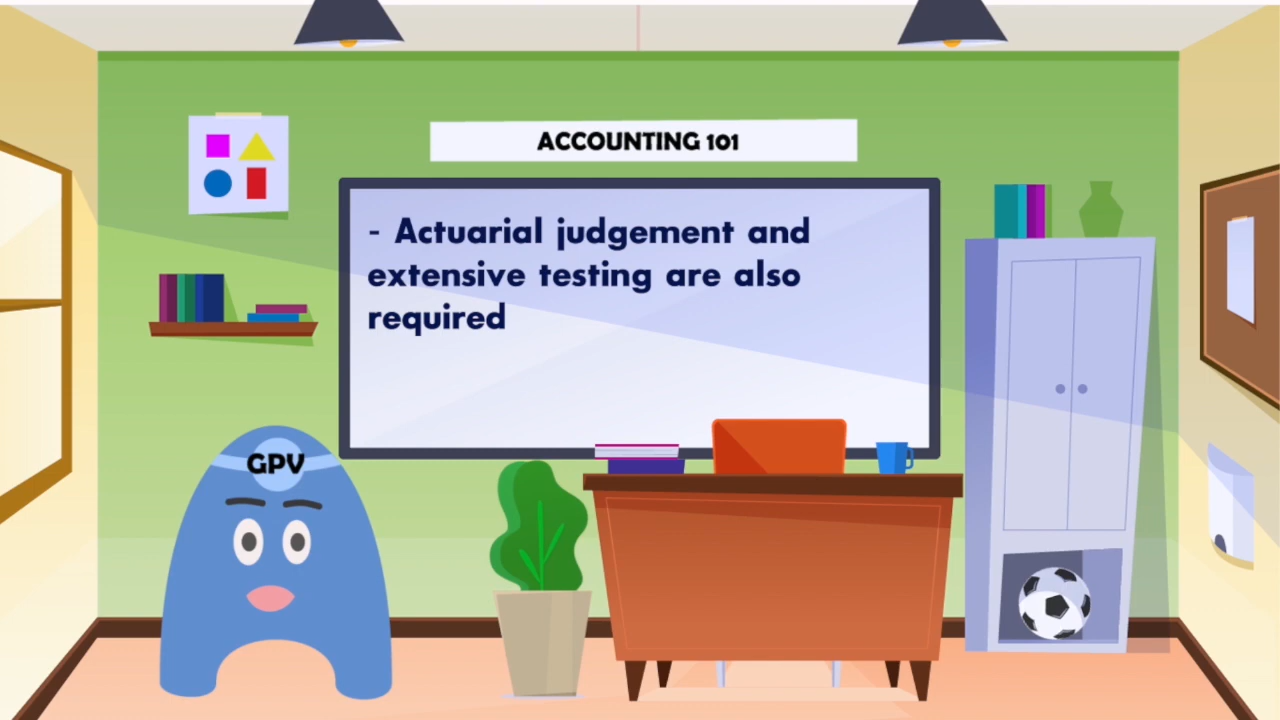 ACCOUNTING 101
- Actuarial judgement and
extensive testing are also
required
GPV